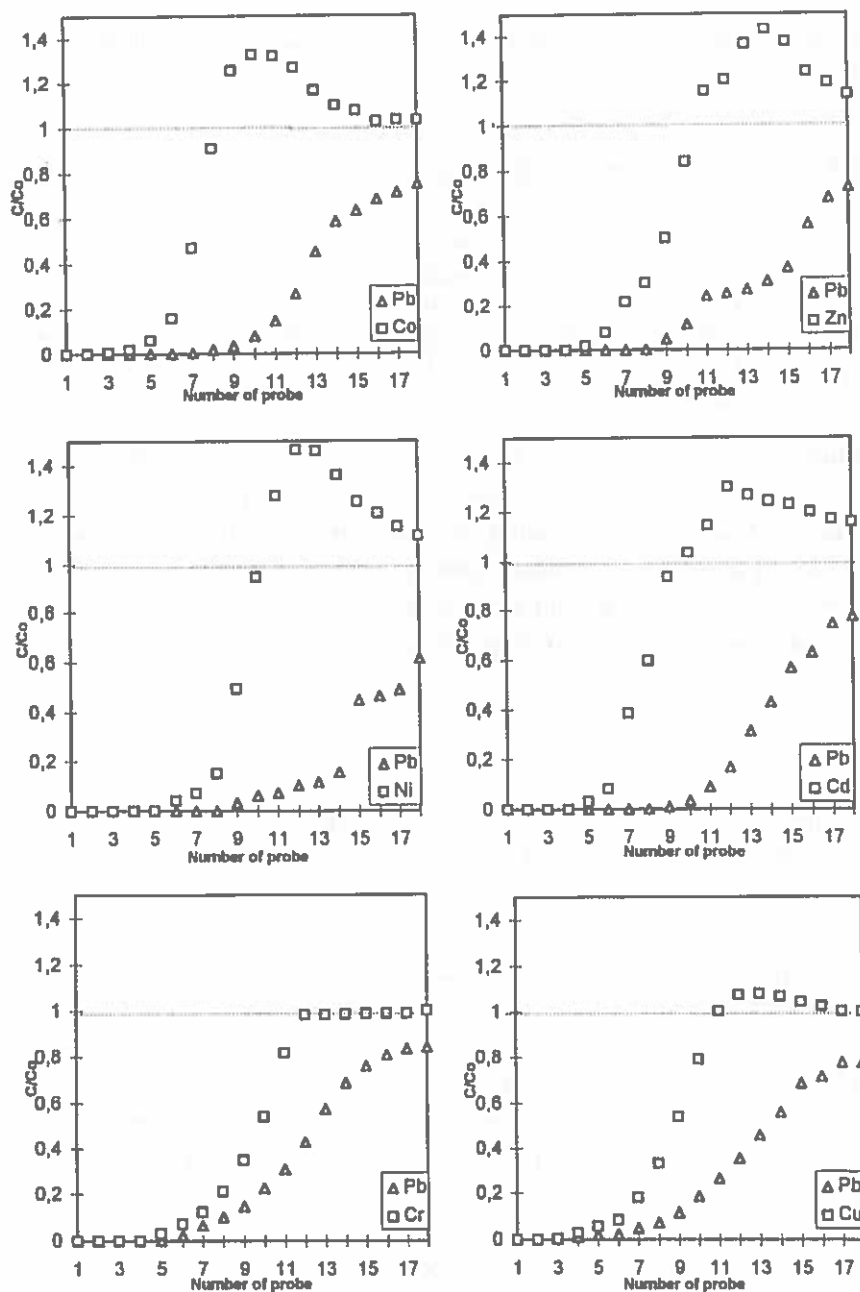 1,4
1,2
1
0,8
0,6
0,4
0,2
0
C/Co
Pb
Co
1 3 5 7 9 11 13 15 17
Number of probe
1,4
1,2
1
0,8
0,6
0,4
0,2
0
C/Co
Pb
Zn
1 3 5 7 9 11 13 15 17
Number of probe
1,4
1,2
1
0,8
0,6
0,4
0,2
0
C/Co
Pb
Ni
1 3 5 7 9 11 13 15 17
Number of probe
1,4
1,2
1
0,8
0,6
0,4
0,2
0
C/Co
Pb
Cd
1 3 5 7 9 11 13 15 17
Number of probe
1,4
1,2
1
0,8
0,6
0,4
0,2
0
C/Co
Pb
Cr
1 3 5 7 9 11 13 15 17
Number of probe
1,4
1,2
1
0,8
0,6
0,4
0,2
0
C/Co
Pb
Cu
1 3 5 7 9 11 13 15 17
Number of probe